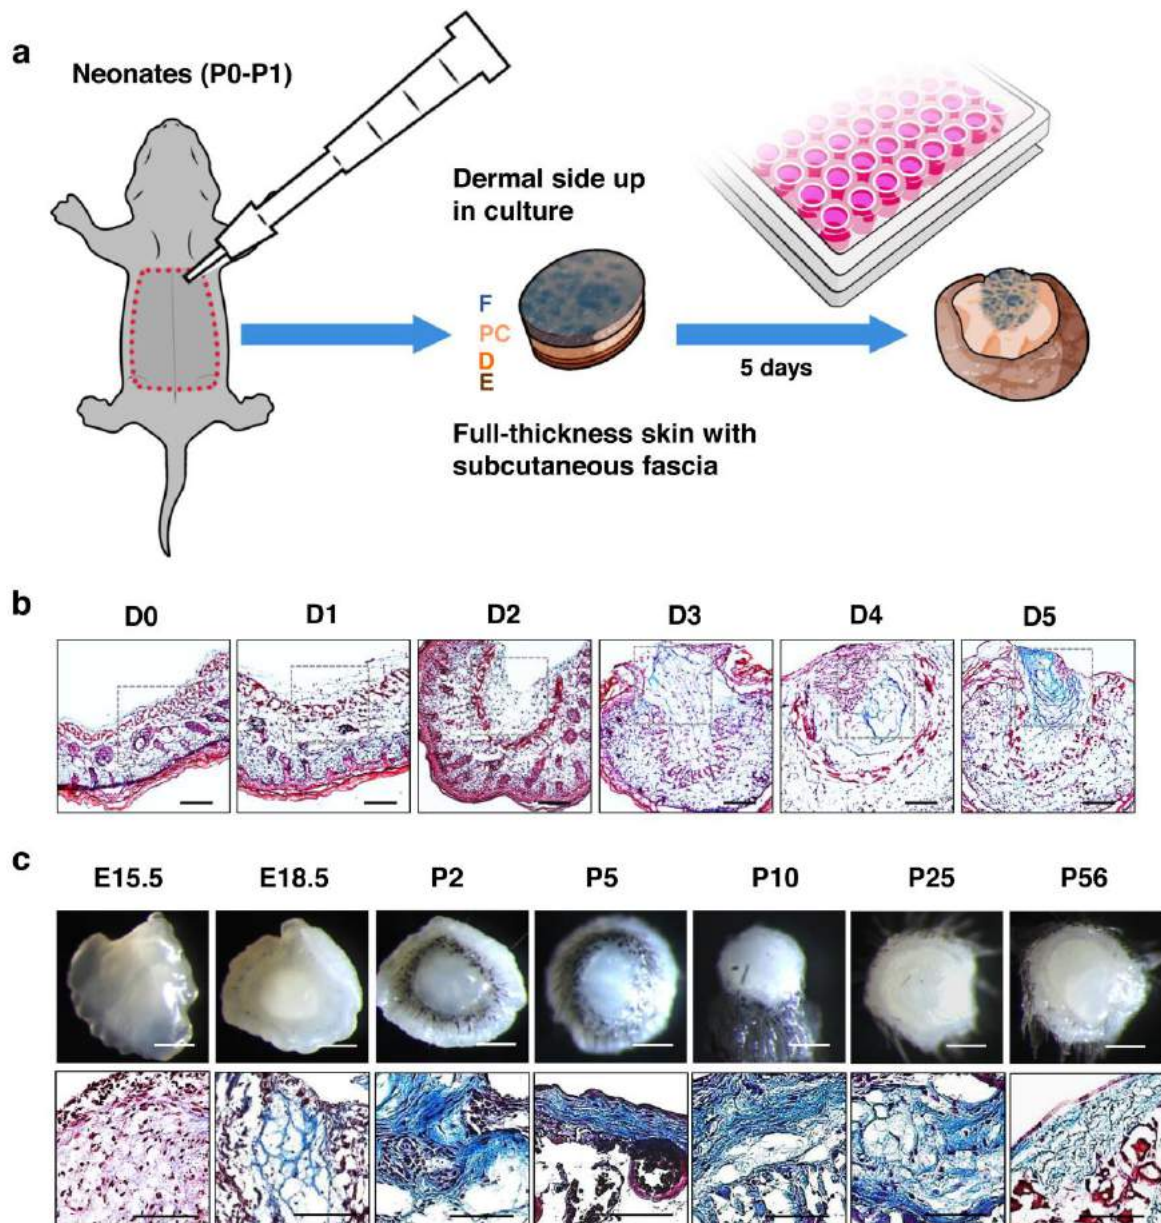 a
Neonates (P0-P1)
Dermal side up
in culture
F
PC
D
E
5 days
Full-thickness skin with
subcutaneous fascia
b
D0 D1 D2 D3 D4 D5
c
E15.5 E18.5 P2 P5 P10 P25 P56